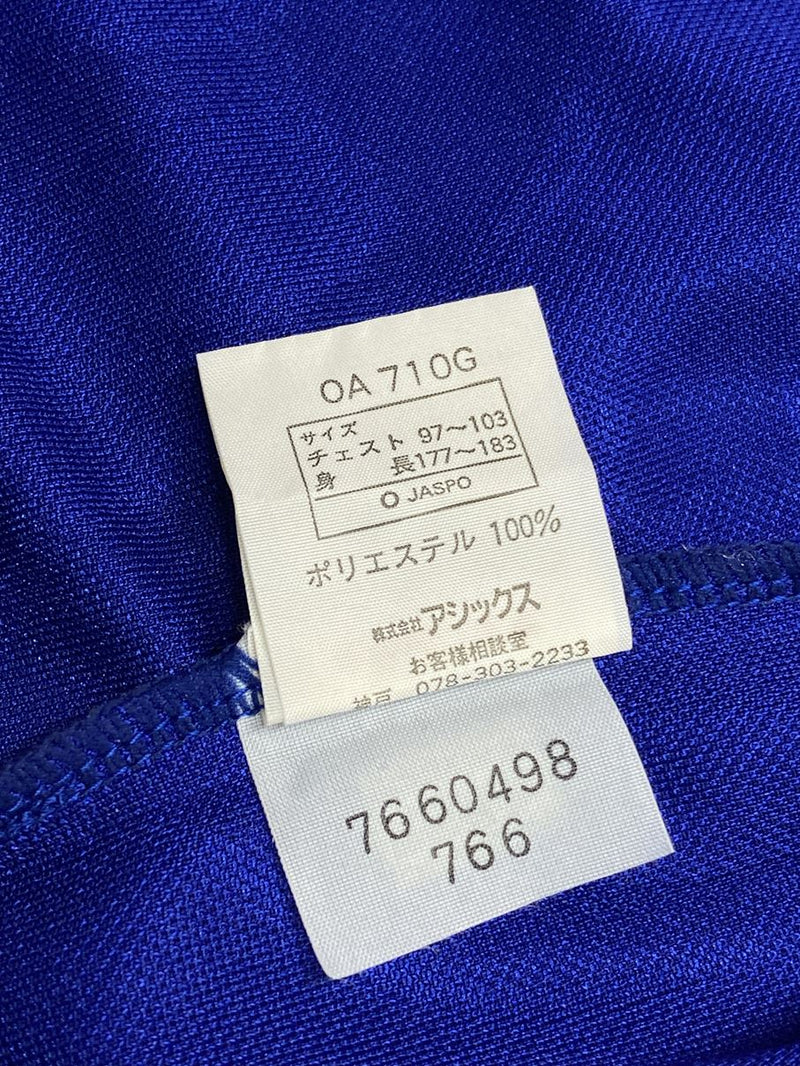 OA 710G
サイズ
チェスト 97〜103
身 長177〜183
O JASPO
ポリエステル 100%
株式会社アシックス
お客様相談室
神戸 078-303-2233
7660498
766